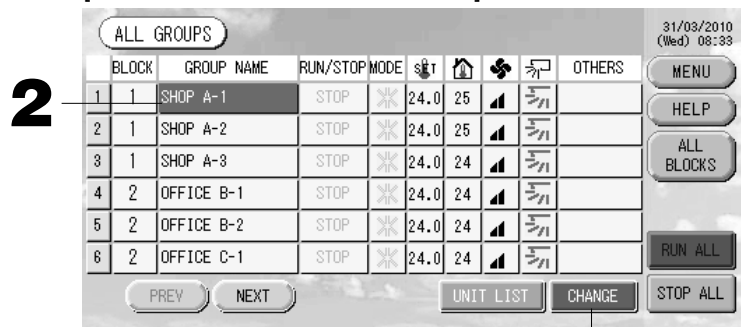 ALL GROUPS
31/03/2010
(Wed) 08:33
BLOCK GROUP NAME RUN/STOP MODE SET OTHERS
MENU
2
1 1 SHOP A-1 STOP 24.0 25
HELP
2 1 SHOP A-2 STOP 24.0 25
ALL
BLOCKS
3 1 SHOP A-3 STOP 24.0 24
4 2 OFFICE B-1 STOP 24.0 24
5 2 OFFICE B-2 STOP 24.0 24
6 2 OFFICE C-1 STOP 24.0 24
RUN ALL
PREV NEXT UNIT LIST CHANGE STOP ALL